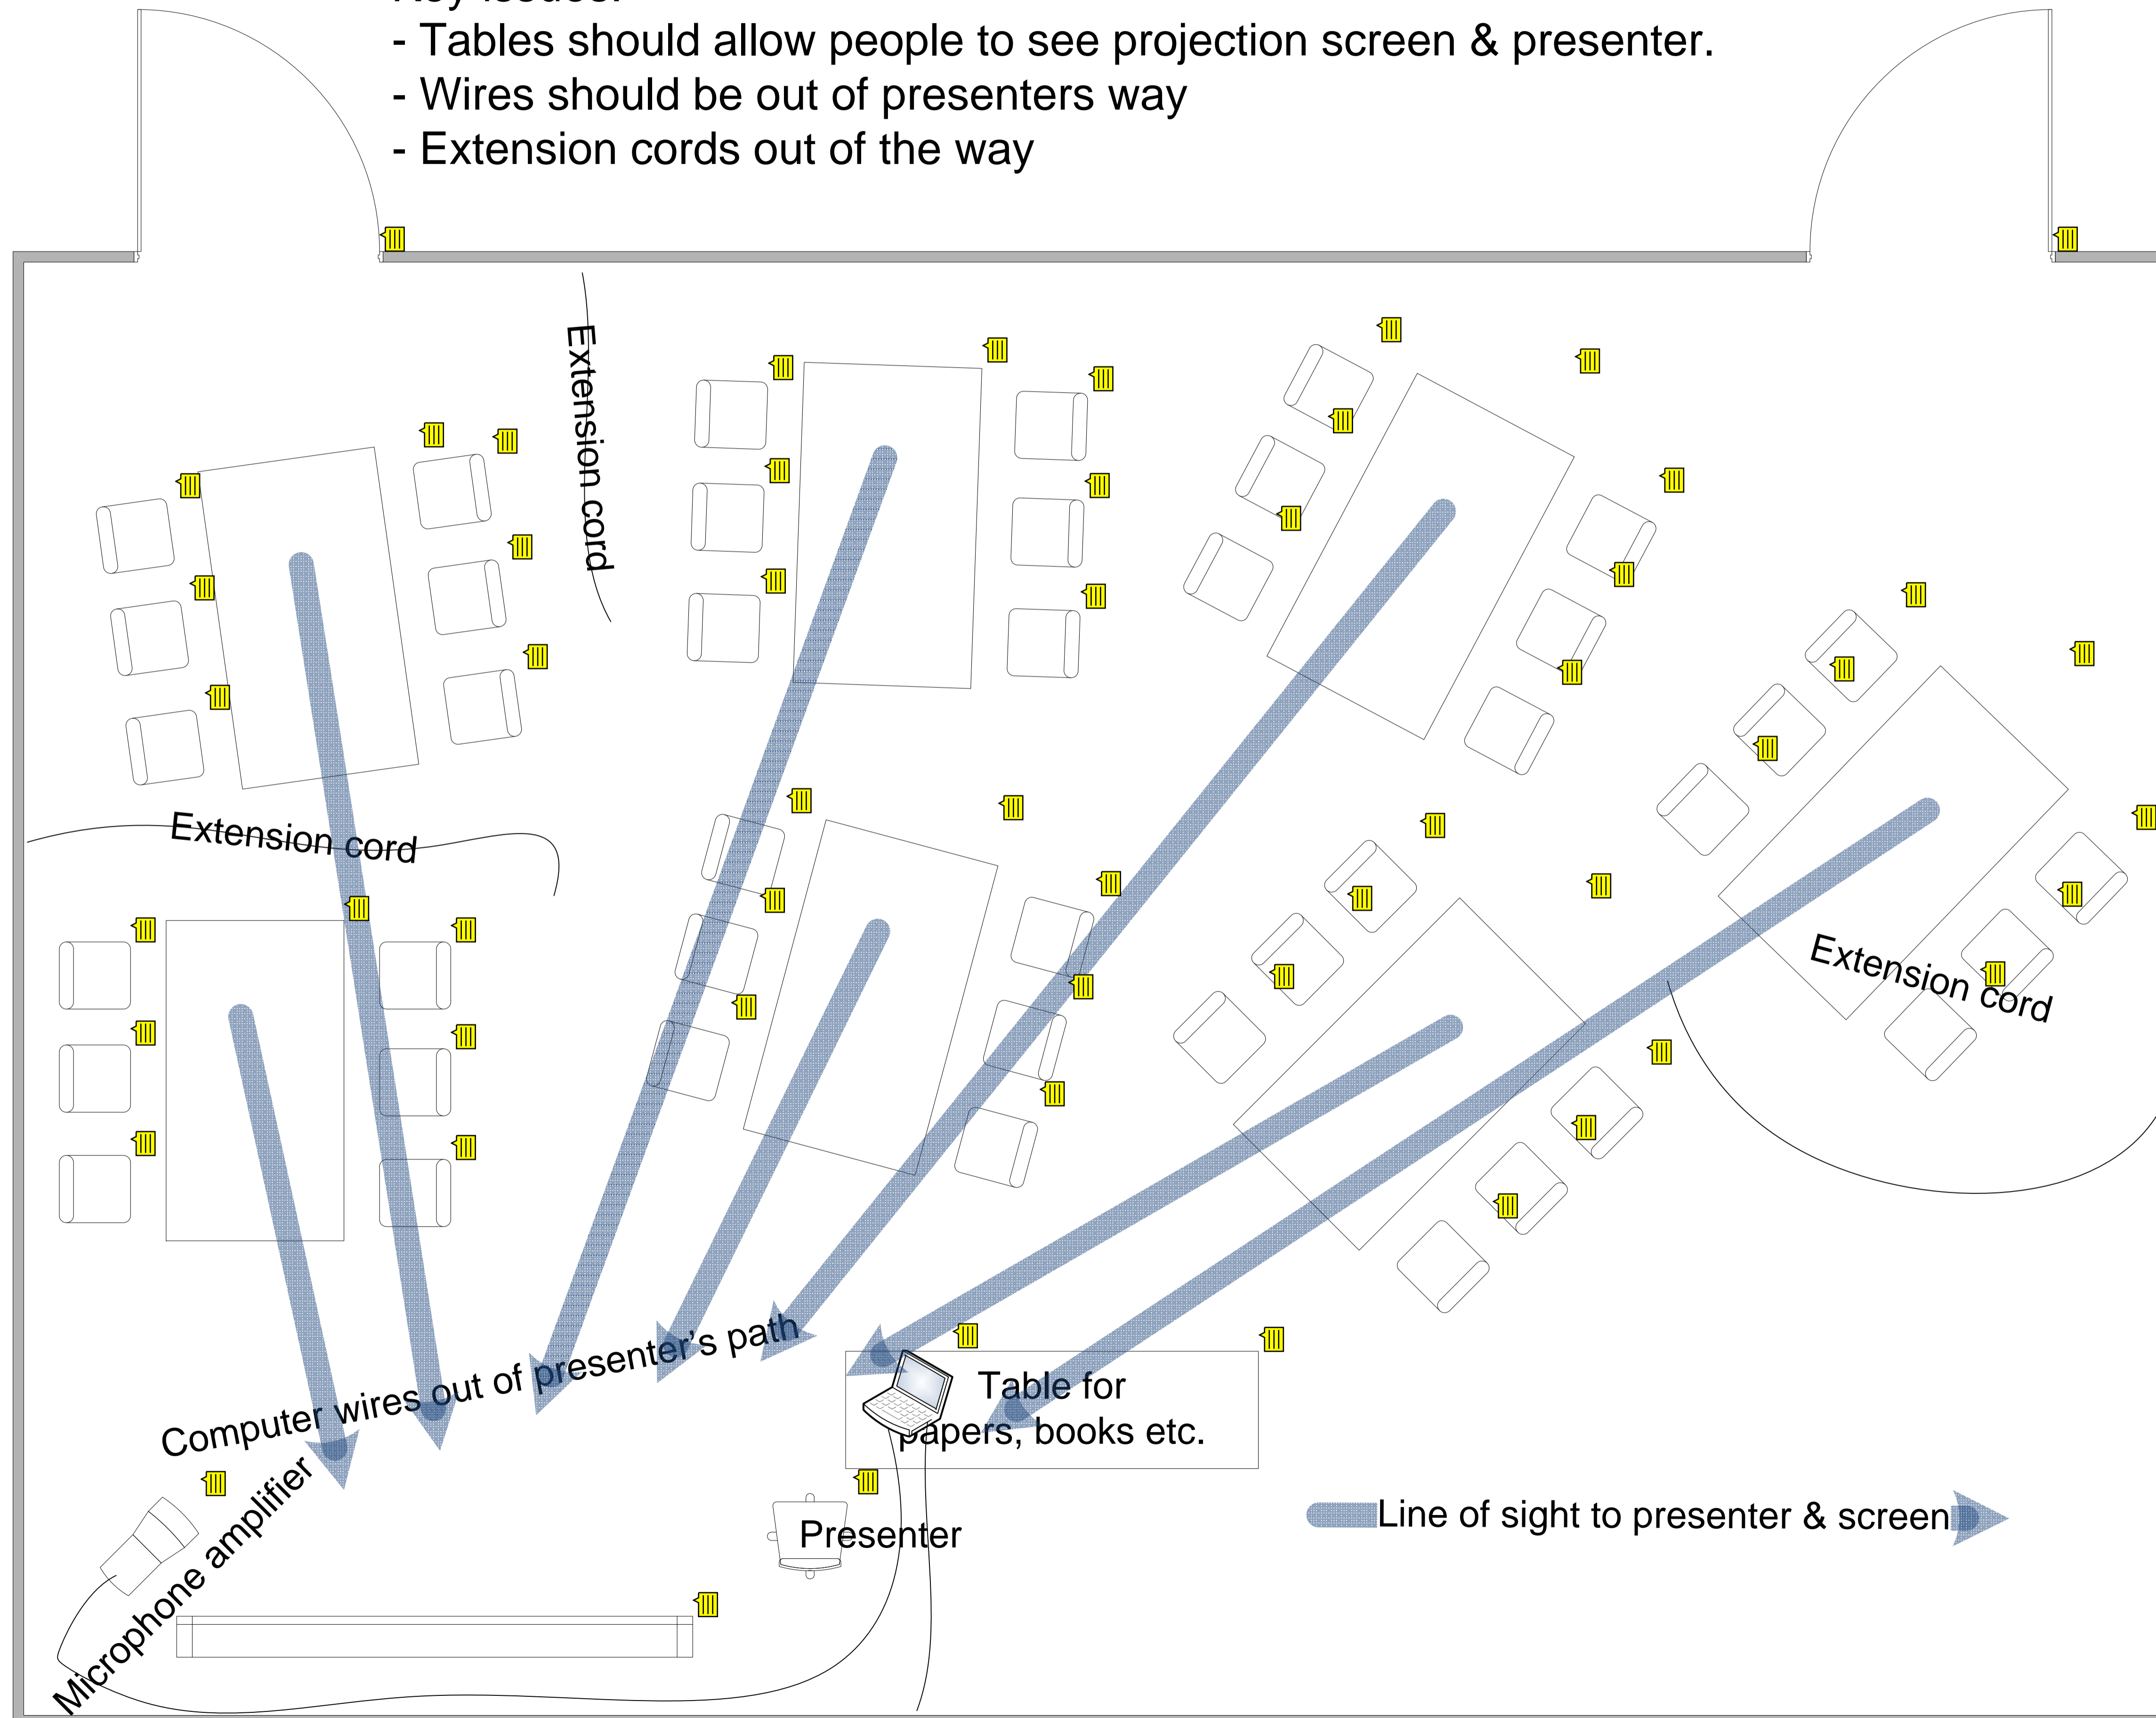 Key issues:
- Tables should allow people to see projection screen & presenter.
- Wires should be out of presenters way
- Extension cords out of the way
Extension cord
Extension cord
Extension cord
Computer wires out of presenter's path
Table for
papers, books etc.
Microphone amplifier
Presenter
Line of sight to presenter & screen